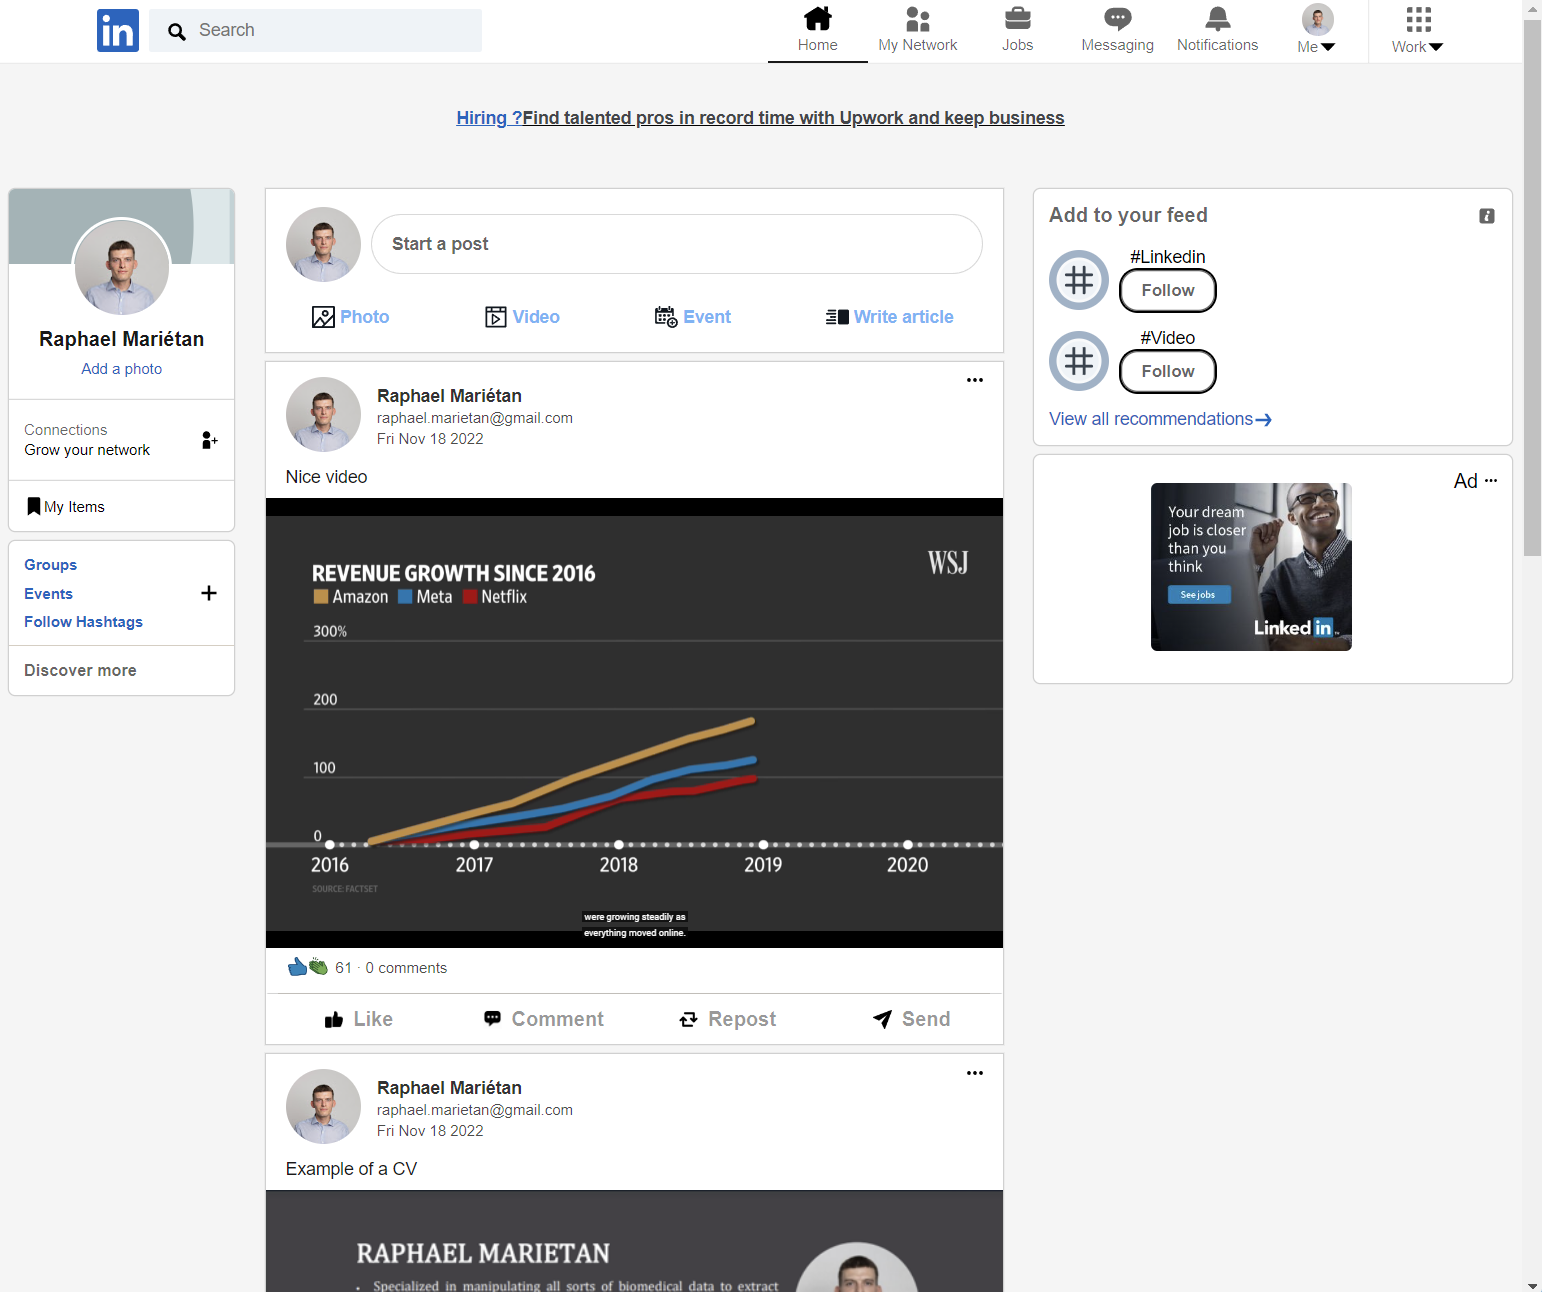 in Search
Home
My Network
Jobs
Messaging
Notifications
Me
Work
Hiring ?Find talented pros in record time with Upwork and keep business
Raphael Mariétan
Add a photo
Connections
Grow your network
My Items
Groups
Events
Follow Hashtags
Discover more
Start a post
Photo
Video
Event
Write article
Raphael Mariétan
raphael.marietan@gmail.com
Fri Nov 18 2022
Nice video
WSJ
REVENUE GROWTH SINCE 2016
Amazon Meta Netflix
300%
200
100
0
2016 2017 2018 2019 2020
SOURCE: FACTSET
were growing steadily as
everything moved online.
61 · 0 comments
Like
Comment
Repost
Send
Raphael Mariétan
raphael.marietan@gmail.com
Fri Nov 18 2022
Example of a CV
RAPHAEL MARIETAN
• Specialized in manipulating all sorts of biomedical data to extract
Add to your feed
#Linkedin
Follow
#Video
Follow
View all recommendations
Ad
Your dream
job is closer
than you
think
See jobs
Linked in